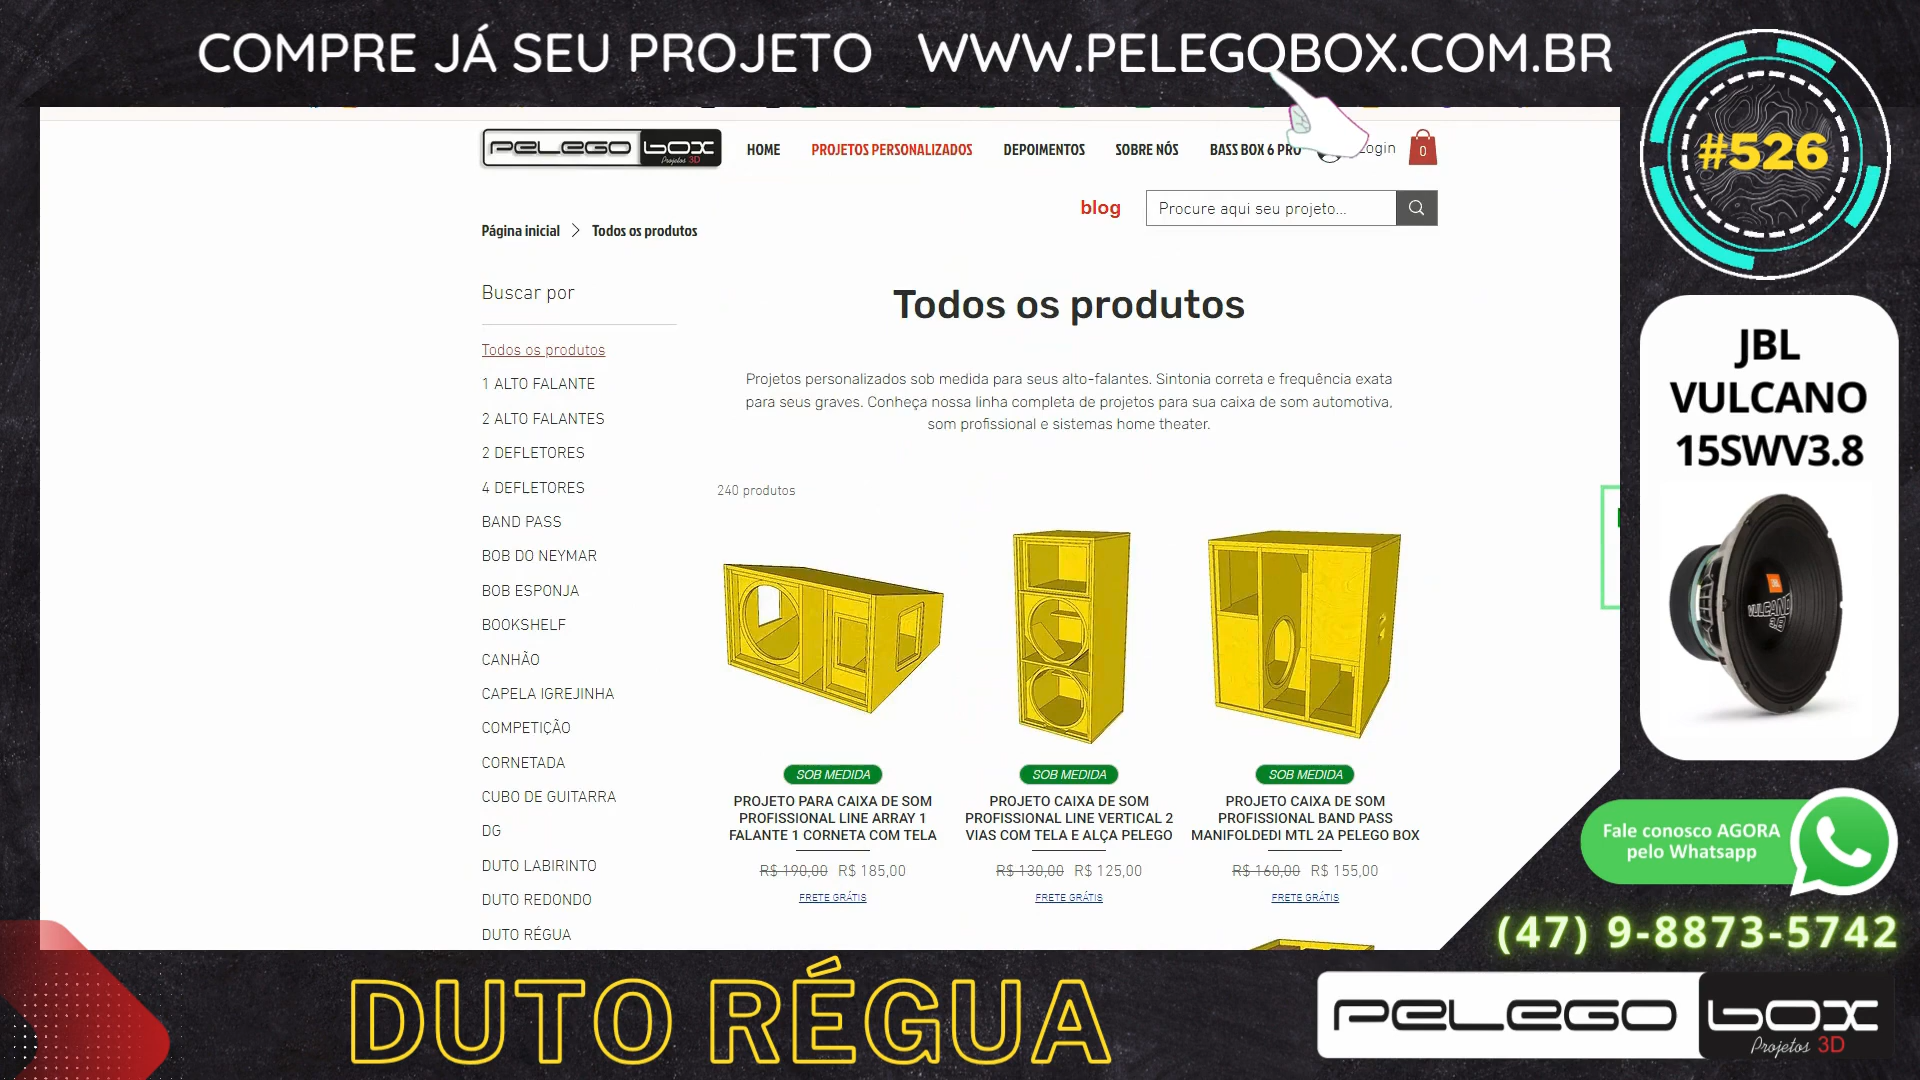 COMPRE JÁ SEU PROJETO WWW.PELEGOBOX.COM.BR
#526
PELEGO BOX
Projetos 3D
HOME PROJETOS PERSONALIZADOS DEPOIMENTOS SOBRE NÓS BASS BOX 6 PRO Login 0
blog Procure aqui seu projeto...
Página inicial > Todos os produtos
Buscar por
Todos os produtos
1 ALTO FALANTE
2 ALTO FALANTES
2 DEFLETORES
4 DEFLETORES
BAND PASS
BOB DO NEYMAR
BOB ESPONJA
BOOKSHELF
CANHÃO
CAPELA IGREJINHA
COMPETIÇÃO
CORNETADA
CUBO DE GUITARRA
DG
DUTO LABIRINTO
DUTO REDONDO
DUTO RÉGUA
Todos os produtos
Projetos personalizados sob medida para seus alto-falantes. Sintonia correta e frequência exata
para seus graves. Conheça nossa linha completa de projetos para sua caixa de som automotiva,
som profissional e sistemas home theater.
240 produtos
SOB MEDIDA
PROJETO PARA CAIXA DE SOM
PROFISSIONAL LINE ARRAY 1
FALANTE 1 CORNETA COM TELA
R$ 190,00 R$ 185,00
FRETE GRÁTIS
SOB MEDIDA
PROJETO CAIXA DE SOM
PROFISSIONAL LINE VERTICAL 2
VIAS COM TELA E ALÇA PELEGO
R$ 130,00 R$ 125,00
FRETE GRÁTIS
SOB MEDIDA
PROJETO CAIXA DE SOM
PROFISSIONAL BAND PASS
MANIFOLDEDI MTL 2A PELEGO BOX
R$ 160,00 R$ 155,00
FRETE GRÁTIS
JBL
VULCANO
15SWV3.8
JBL
VULCANO
3.8
Fale conosco AGORA
pelo Whatsapp
(47) 9-8873-5742
DUTO RÉGUA
PELEGO BOX
Projetos 3D